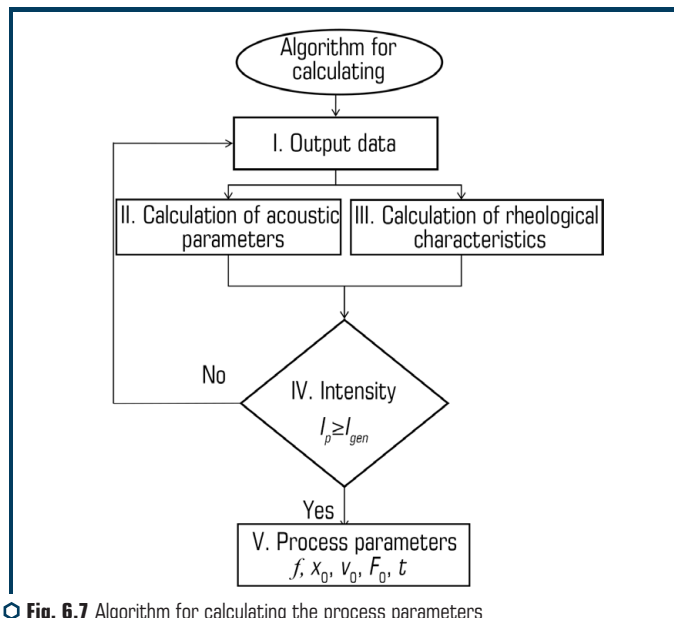 Algorithm for
calculating
I. Output data
II. Calculation of acoustic
parameters
III. Calculation of rheological
characteristics
No
IV. Intensity
I_p≥I_gen
Yes
V. Process parameters
f, x_0, v_0, F_0, t
Fig. 6.7 Algorithm for calculating the process parameters